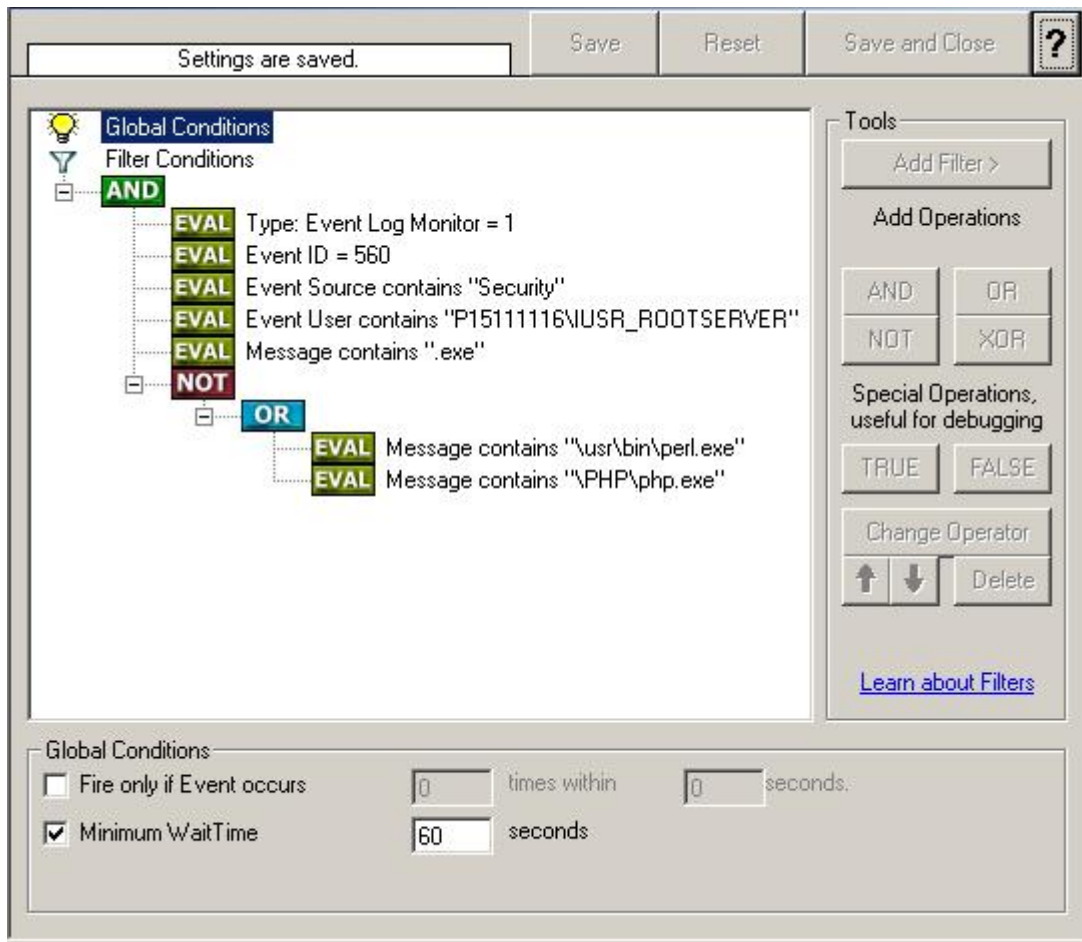 Settings are saved.
Save
Reset
Save and Close
?
Global Conditions
Filter Conditions
AND
EVAL Type: Event Log Monitor = 1
EVAL Event ID = 560
EVAL Event Source contains "Security"
EVAL Event User contains "P15111116\IUSR_ROOTSERVER"
EVAL Message contains ".exe"
NOT
OR
EVAL Message contains "\usr\bin\perl.exe"
EVAL Message contains "\PHP\php.exe"
Tools
Add Filter >
Add Operations
AND OR
NOT XOR
Special Operations,
useful for debugging
TRUE FALSE
Change Operator
Delete
Learn about Filters
Global Conditions
Fire only if Event occurs 0 times within 0 seconds.
Minimum WaitTime 60 seconds